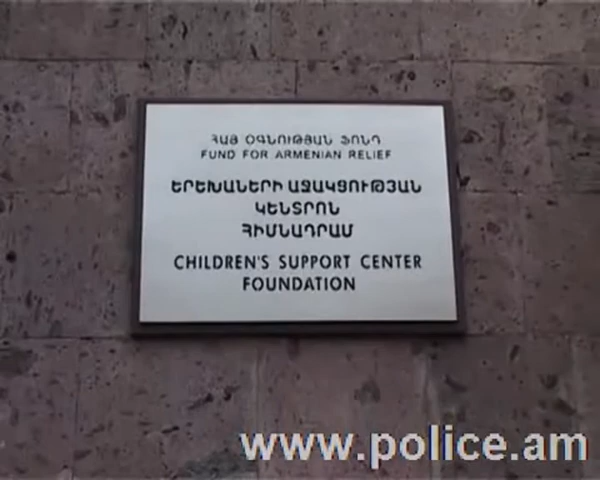 ՀԱՅ ՕԳՆՈՒԹՅԱՆ ՖՈՆԴ
FUND FOR ARMENIAN RELIEF
ԵՐԵԽԱՆԵՐԻ ԱՋԱԿՑՈՒԹՅԱՆ
ԿԵՆՏՐՈՆ
ՀԻՄՆԱԴՐԱՄ
CHILDREN'S SUPPORT CENTER
FOUNDATION
www.police.am